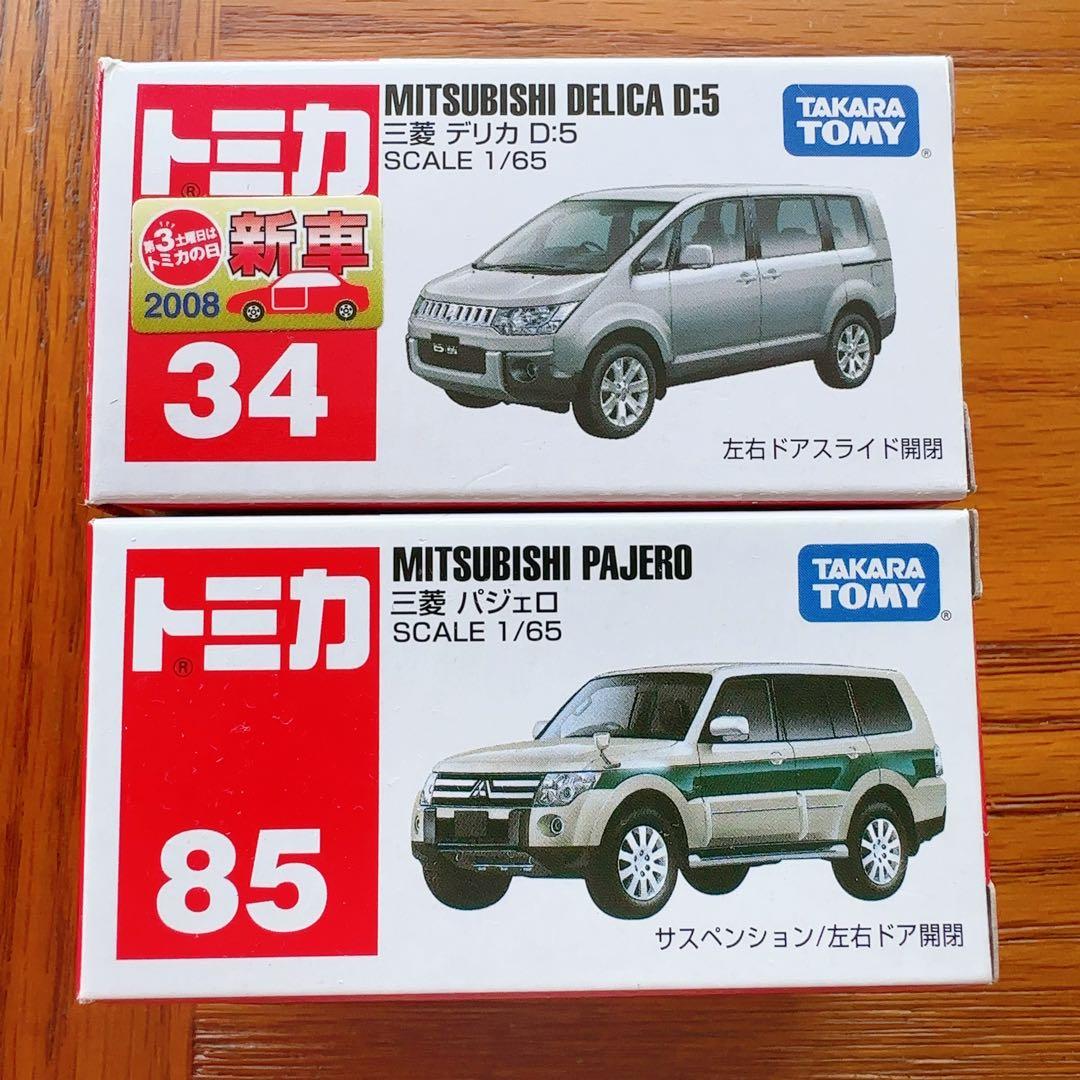 トミカ
®
第3土曜日は
トミカの日
新車
2008
34
MITSUBISHI DELICA D:5
三菱 デリカ D:5
SCALE 1/65
TAKARA
TOMY
®
D:5
左右ドアスライド開閉
トミカ
®
85
MITSUBISHI PAJERO
三菱 パジェロ
SCALE 1/65
TAKARA
TOMY
®
サスペンション/左右ドア開閉